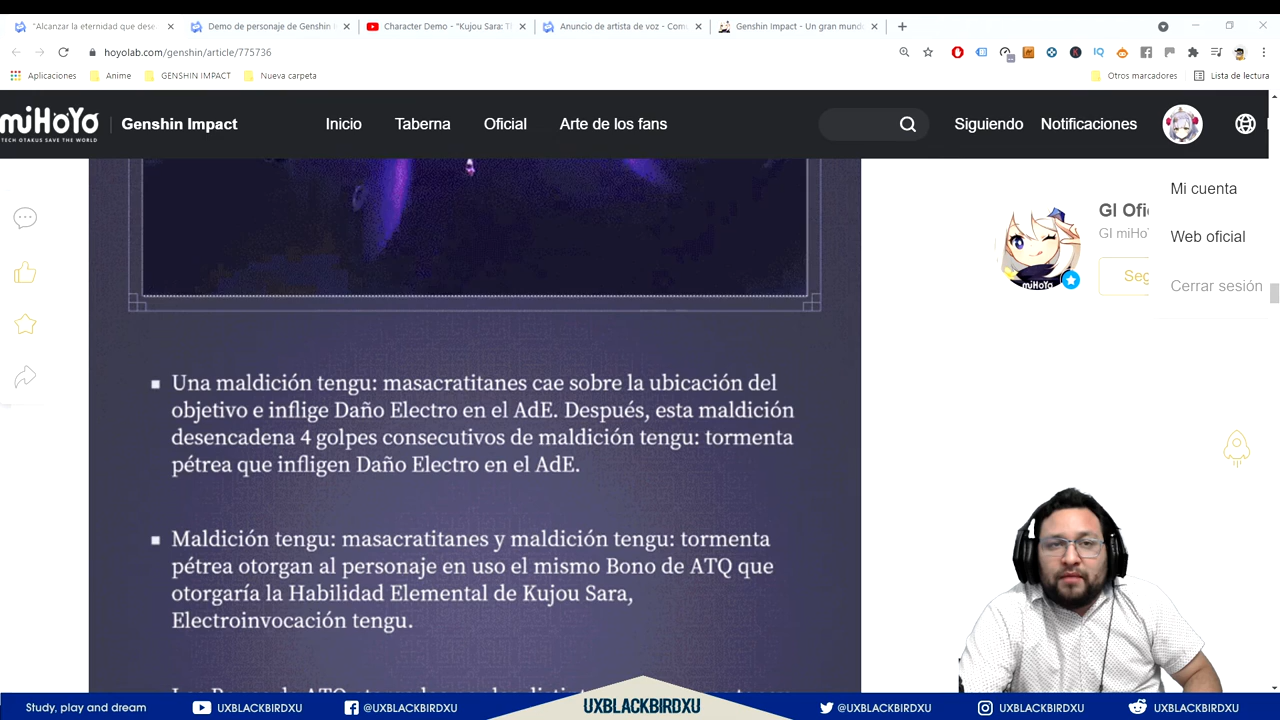 "Alcanzar la eternidad que dese
Demo de personaje de Genshin I
Character Demo - "Kujou Sara: T
Anuncio de artista de voz - Com
Genshin Impact - Un gran mundo
hoyolab.com/genshin/article/775736
Aplicaciones
Anime
GENSHIN IMPACT
Nueva carpeta
Otros marcadores
Lista de lectura
miHoYo
TECH OTAKUS SAVE THE WORLD
Genshin Impact
Inicio
Taberna
Oficial
Arte de los fans
Siguiendo
Notificaciones
Mi cuenta
Web oficial
Cerrar sesión
GI Ofi
GI miHo
Seg
miHoYo
Una maldición tengu: masacratitanes cae sobre la ubicación del
objetivo e inflige Daño Electro en el AdE. Después, esta maldición
desencadena 4 golpes consecutivos de maldición tengu: tormenta
pétrea que infligen Daño Electro en el AdE.
Maldición tengu: masacratitanes y maldición tengu: tormenta
pétrea otorgan al personaje en uso el mismo Bono de ATQ que
otorgaría la Habilidad Elemental de Kujou Sara,
Electroinvocación tengu.
Study, play and dream
UXBLACKBIRDXU
@UXBLACKBIRDXU
UXBLACKBIRDXU
@UXBLACKBIRDXU
UXBLACKBIRDXU
UXBLACKBIRDXU